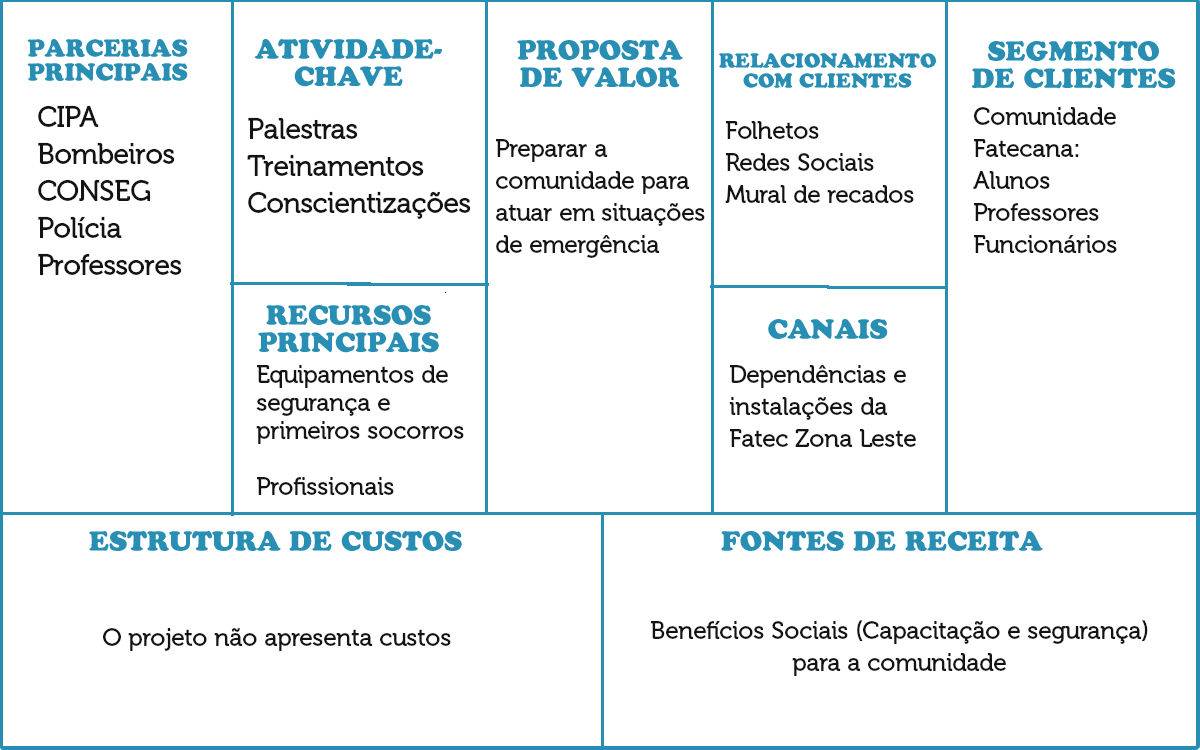 PARCERIAS
PRINCIPAIS
CIPA
Bombeiros
CONSEG
Polícia
Professores
ATIVIDADE-
CHAVE
Palestras
Treinamentos
Conscientizações
RECURSOS
PRINCIPAIS
Equipamentos de
segurança e
primeiros socorros
Profissionais
PROPOSTA
DE VALOR
Preparar a
comunidade para
atuar em situações
de emergência
RELACIONAMENTO
COM CLIENTES
Folhetos
Redes Sociais
Mural de recados
CANAIS
Dependências e
instalações da
Fatec Zona Leste
SEGMENTO
DE CLIENTES
Comunidade
Fatecana:
Alunos
Professores
Funcionários
ESTRUTURA DE CUSTOS
O projeto não apresenta custos
FONTES DE RECEITA
Benefícios Sociais (Capacitação e segurança)
para a comunidade